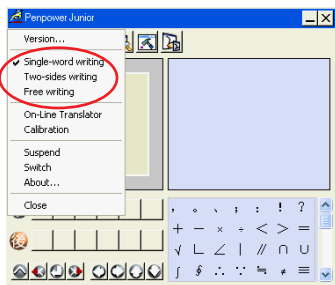 Penpower Junior
Version...
Single-word writing
Two-sides writing
Free writing
On-Line Translator
Calibration
Suspend
Switch
About...
Close
, 。 、 ; : ! ?
+ − × ÷ < > =
後
√ ∟ ∠ | // ∩ ∪
∫ ∮ ∴ ∵ ≒ ≠ ≡